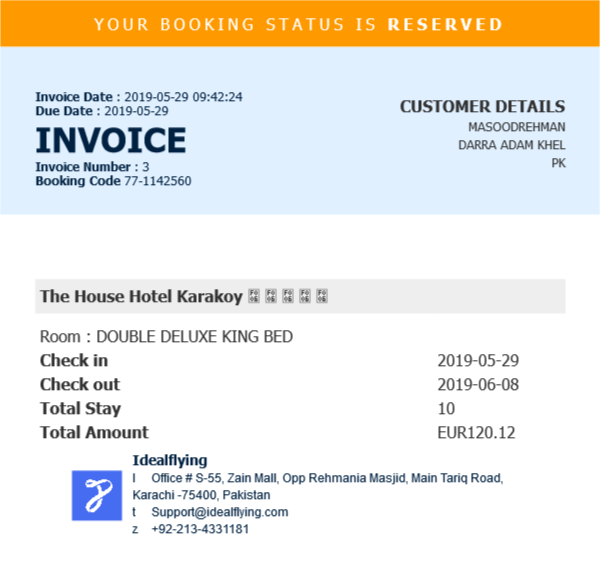 YOUR BOOKING STATUS IS RESERVED
Invoice Date : 2019-05-29 09:42:24
Due Date : 2019-05-29
INVOICE
Invoice Number : 3
Booking Code 77-1142560
CUSTOMER DETAILS
MASOODREHMAN
DARRA ADAM KHEL
PK
The House Hotel Karakoy
Room : DOUBLE DELUXE KING BED
Check in 2019-05-29
Check out 2019-06-08
Total Stay 10
Total Amount EUR120.12
Idealflying
l Office # S-55, Zain Mall, Opp Rehmania Masjid, Main Tariq Road,
Karachi -75400, Pakistan
t Support@idealflying.com
z +92-213-4331181